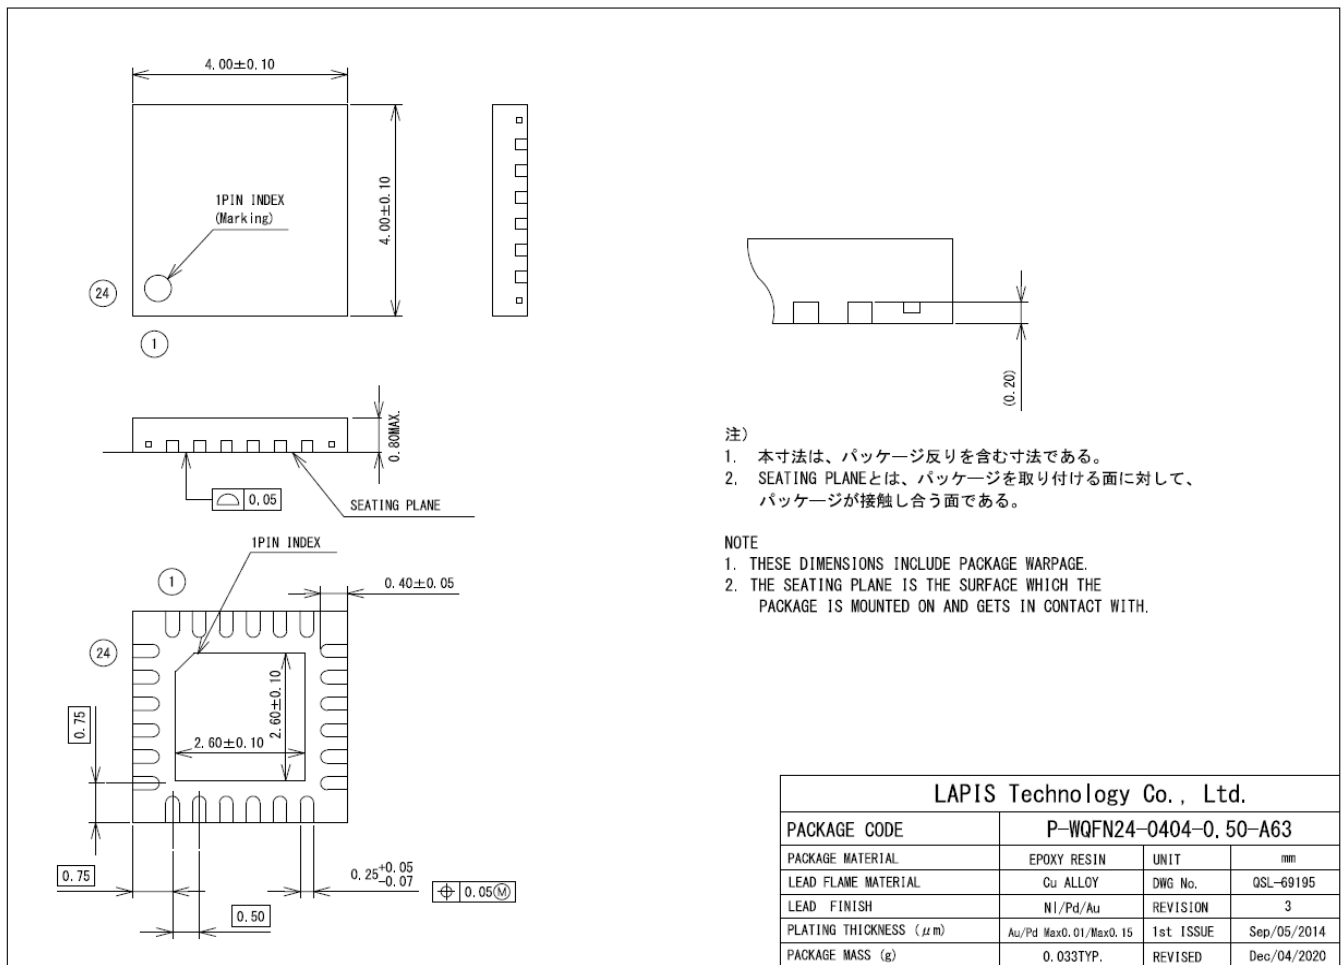 4.00±0.10
1PIN INDEX
(Marking)
4.00±0.10
24
1
0.80MAX.
0.05
SEATING PLANE
(0.20)
注)
1. 本寸法は、パッケージ反りを含む寸法である。
2. SEATING PLANEとは、パッケージを取り付ける面に対して、
パッケージが接触し合う面である。
NOTE
1. THESE DIMENSIONS INCLUDE PACKAGE WARPAGE.
2. THE SEATING PLANE IS THE SURFACE WHICH THE
PACKAGE IS MOUNTED ON AND GETS IN CONTACT WITH.
1PIN INDEX
1
0.40±0.05
24
0.75
2.60±0.10
2.60±0.10
0.75
0.25+0.05
-0.07
0.05Ⓜ
0.50
LAPIS Technology Co., Ltd.
PACKAGE CODE P-WQFN24-0404-0.50-A63
PACKAGE MATERIAL EPOXY RESIN UNIT mm
LEAD FLAME MATERIAL Cu ALLOY DWG No. QSL-69195
LEAD FINISH Ni/Pd/Au REVISION 3
PLATING THICKNESS (μm) Au/Pd Max0.01/Max0.15 1st ISSUE Sep/05/2014
PACKAGE MASS (g) 0.033TYP. REVISED Dec/04/2020